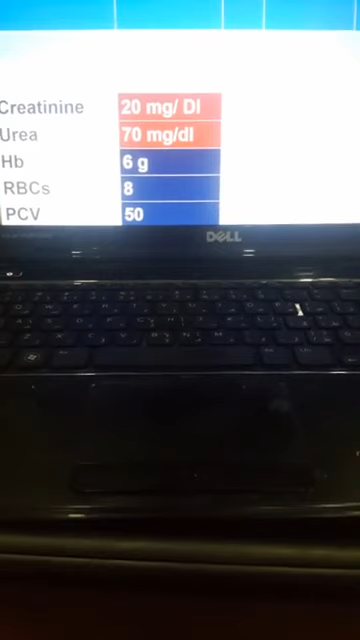 Creatinine 20 mg/ Dl
Urea 70 mg/dl
Hb 6 g
RBCs 8
PCV 50
DELL